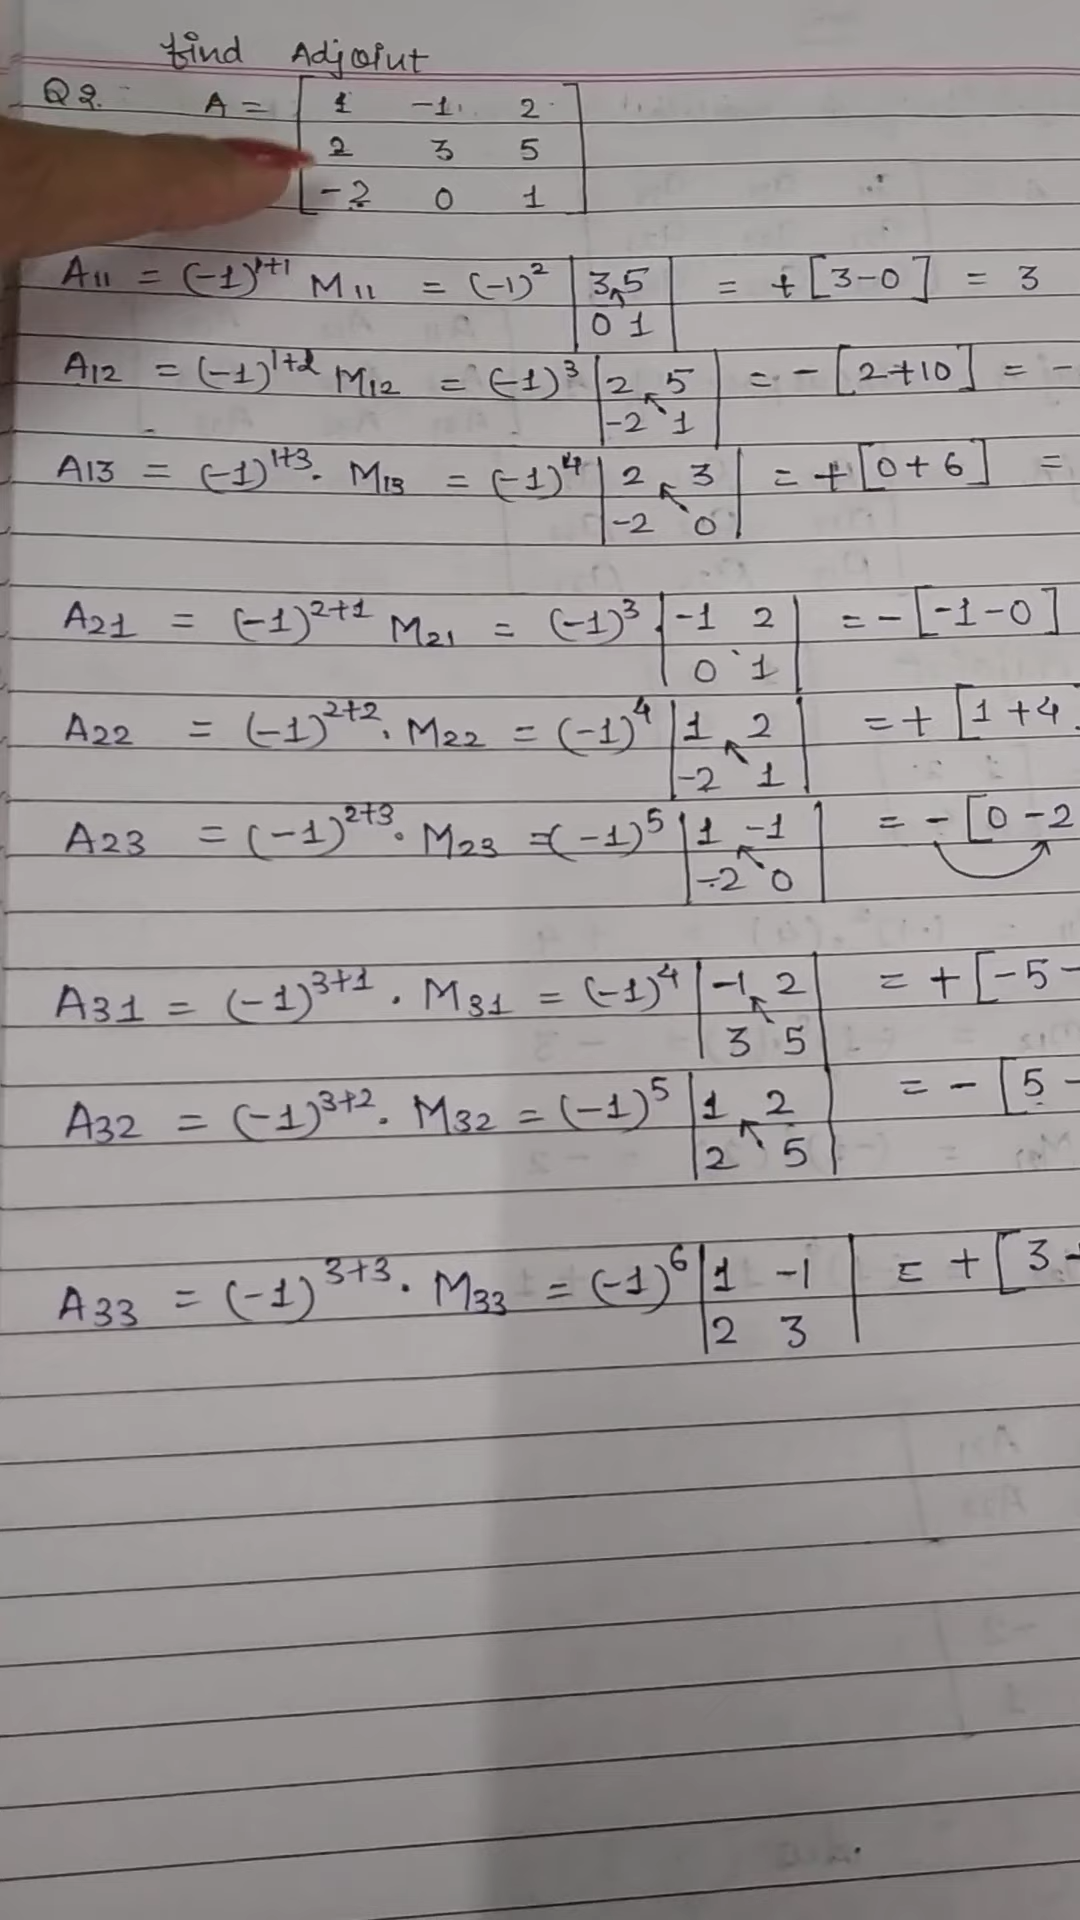 find Adjoint
Q2. A = [ 1 -1 2
2 3 5
-2 0 1 ]
A11 = (-1)^1+1 M11 = (-1)^2 | 3 5 | = +[3-0] = 3
0 1
A12 = (-1)^1+2 M12 = (-1)^3 | 2 5 | = -[2+10] = -
-2 1
A13 = (-1)^1+3 . M13 = (-1)^4 | 2 3 | = +[0+6] =
-2 0
A21 = (-1)^2+1 M21 = (-1)^3 . | -1 2 | = -[-1-0]
0 1
A22 = (-1)^2+2 . M22 = (-1)^4 | 1 2 | = +[1+4
-2 1
A23 = (-1)^2+3 . M23 = (-1)^5 | 1 -1 | = -[0-2
-2 0
A31 = (-1)^3+1 . M31 = (-1)^4 | -1 2 | = +[-5-
3 5
A32 = (-1)^3+2 . M32 = (-1)^5 | 1 2 | = -[5-
2 5
A33 = (-1)^3+3 . M33 = (-1)^6 | 1 -1 | = +[3-
2 3